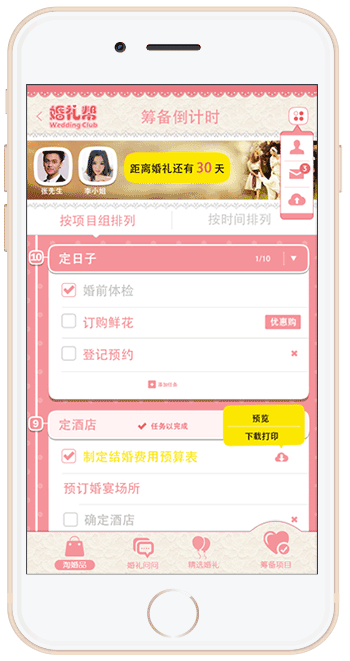 婚礼帮
Wedding Club
筹备倒计时
张先生
李小姐
距离婚礼还有 30 天
5
按项目组排列
按时间排列
10
定日子
1/10
婚前体检
订购鲜花
优惠购
登记预约
添加任务
9
定酒店
任务以完成
预览
下载打印
制定结婚费用预算表
预订婚宴场所
确定酒店
淘婚品
婚礼问问
精选婚礼
筹备项目